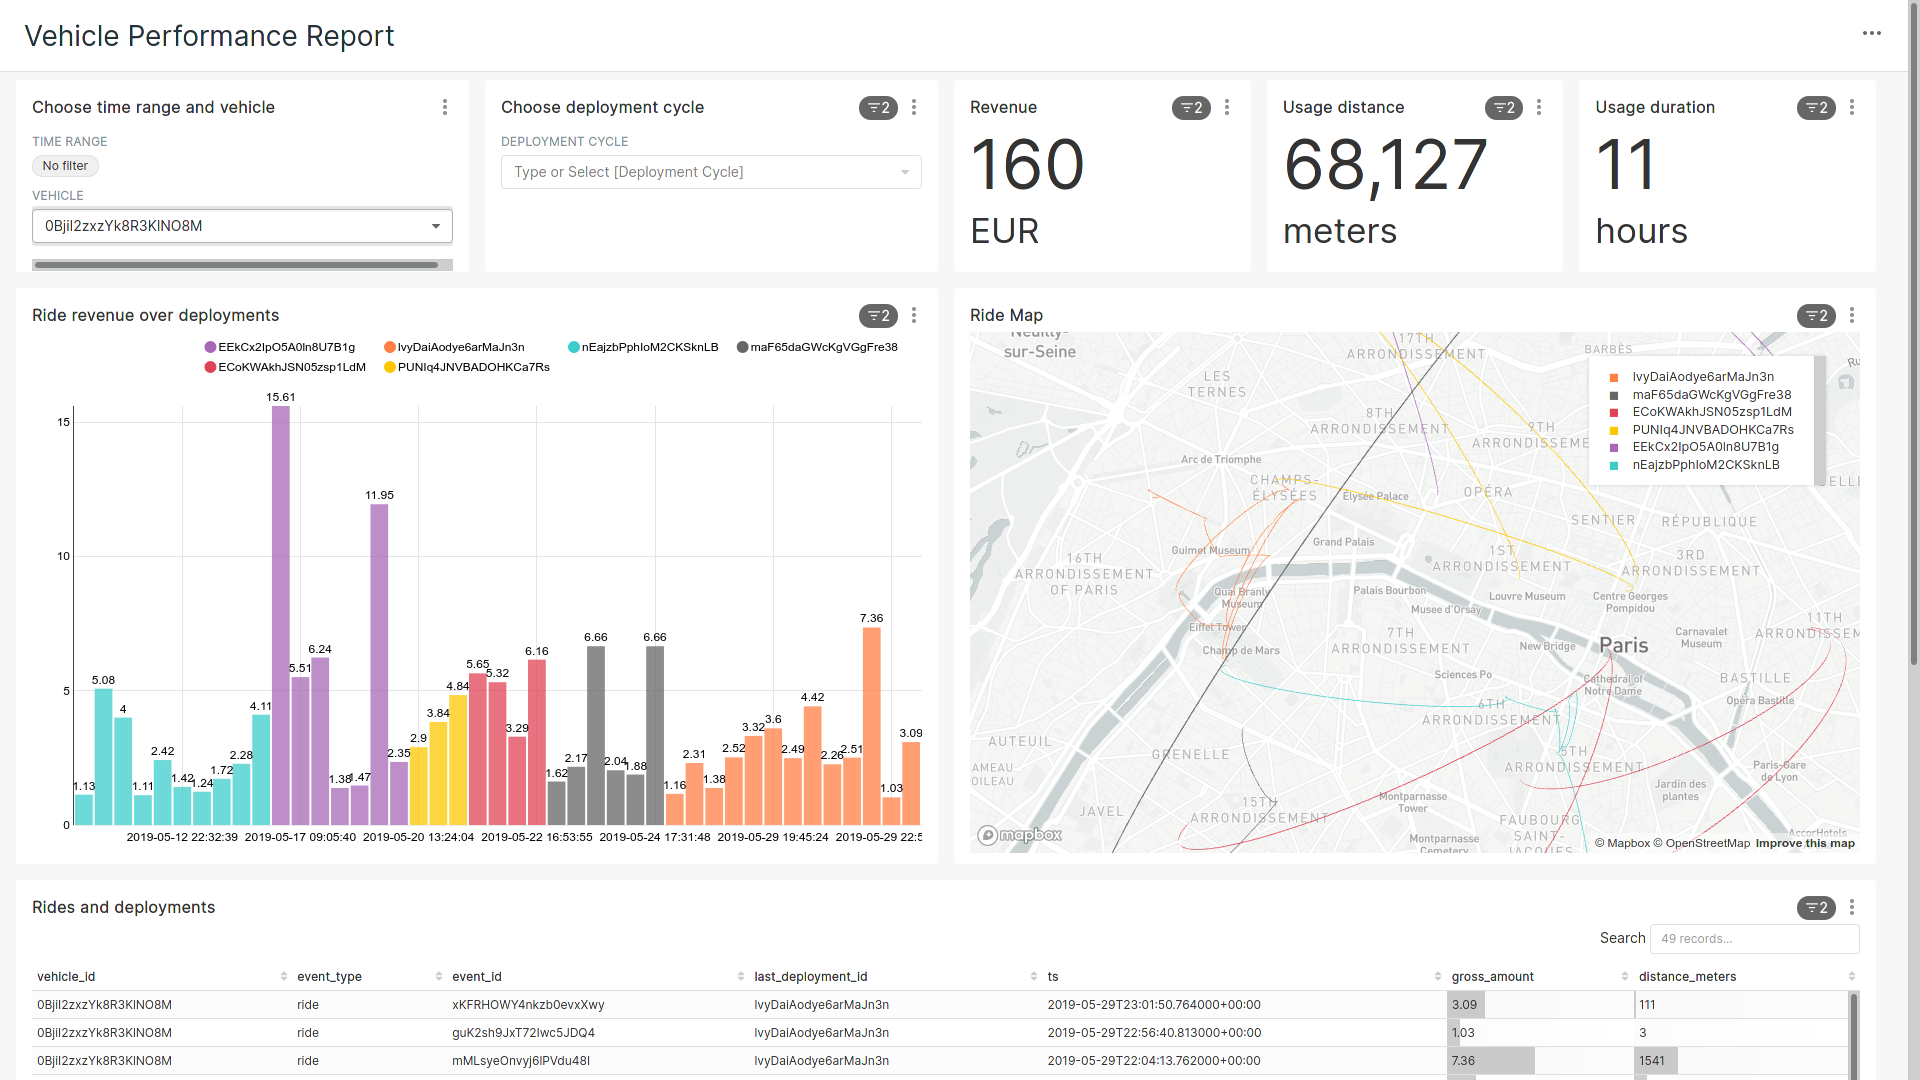 Vehicle Performance Report
Choose time range and vehicle
TIME RANGE
No filter
VEHICLE
0BjiI2zxzYk8R3KINO8M
Choose deployment cycle
2
DEPLOYMENT CYCLE
Type or Select [Deployment Cycle]
Revenue
2
160
EUR
Usage distance
2
68,127
meters
Usage duration
2
11
hours
Ride revenue over deployments
2
EEkCx2IpO5A0In8U7B1g
IvyDaiAodye6arMaJn3n
nEajzbPphIoM2CKSknLB
maF65daGWcKgVGgFre38
ECoKWAkhJSN05zsp1LdM
PUNIq4JNVBADOHKCa7Rs
15
10
5
0
1.13
5.08
4
1.11
2.42
1.42
1.24
1.72
2.28
4.11
15.61
5.51
6.24
1.38
1.47
11.95
2.35
2.9
3.84
4.84
5.65
5.32
3.29
6.16
1.62
2.17
6.66
2.04
1.88
6.66
1.16
2.31
1.38
2.52
3.32
3.6
2.49
4.42
2.26
2.51
7.36
1.03
3.09
2019-05-12 22:32:39
2019-05-17 09:05:40
2019-05-20 13:24:04
2019-05-22 16:53:55
2019-05-24 17:31:48
2019-05-29 19:45:24
2019-05-29 22:5
Ride Map
2
Neuilly-
sur-Seine
17TH
ARRONDISSEMENT
BARBÈS
LES
TERNES
8TH
ARRONDISSEMENT
9TH
ARRONDISSEME
Arc de Triomphe
CHAMPS-
ÉLYSÉES
Élysée Palace
OPÉRA
SENTIER
RÉPUBLIQUE
Guimet Museum
Grand Palais
16TH
ARRONDISSEMENT
OF PARIS
1ST
ARRONDISSEMENT
3RD
ARRONDISSEMENT
Quai Branly
Museum
Palais Bourbon
Musee d'Orsay
Louvre Museum
Centre Georges
Pompidou
Eiffel Tower
Champ de Mars
7TH
ARRONDISSEMENT
New Bridge
Paris
Carnavalet
Museum
11TH
ARRONDISSEM
Sciences Po
Cathedral of
Notre Dame
BASTILLE
Opéra Bastille
6TH
ARRONDISSEMENT
AUTEUIL
GRENELLE
5TH
ARRONDISSEMENT
AMEAU
OILEAU
Paris-Gare
de Lyon
Jardin des
plantes
JAVEL
15TH
ARRONDISSEMENT
Montparnasse
Tower
FAUBOURG
SAINT-
JACQUES
Montparnasse
Cemetery
AccorHotels
Arena
IvyDaiAodye6arMaJn3n
maF65daGWcKgVGgFre38
ECoKWAkhJSN05zsp1LdM
PUNIq4JNVBADOHKCa7Rs
EEkCx2IpO5A0In8U7B1g
nEajzbPphIoM2CKSknLB
mapbox
© Mapbox © OpenStreetMap Improve this map
Rides and deployments
2
Search 49 records...
vehicle_id event_type event_id last_deployment_id ts gross_amount distance_meters
0BjiI2zxzYk8R3KINO8M ride xKFRHOWY4nkzb0evxXwy IvyDaiAodye6arMaJn3n 2019-05-29T23:01:50.764000+00:00 3.09 111
0BjiI2zxzYk8R3KINO8M ride guK2sh9JxT72Iwc5JDQ4 IvyDaiAodye6arMaJn3n 2019-05-29T22:56:40.813000+00:00 1.03 3
0BjiI2zxzYk8R3KINO8M ride mMLsyeOnvyj6IPVdu48I IvyDaiAodye6arMaJn3n 2019-05-29T22:04:13.762000+00:00 7.36 1541